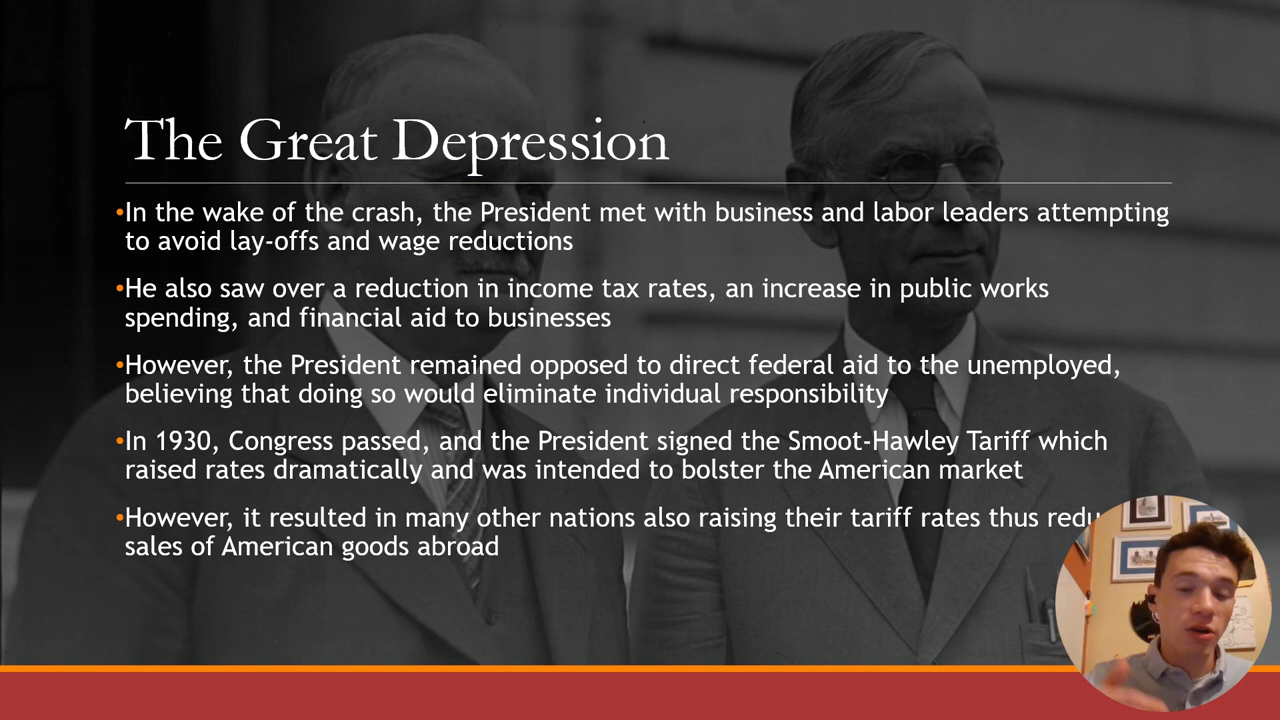 The Great Depression
•In the wake of the crash, the President met with business and labor leaders attempting
to avoid lay-offs and wage reductions
•He also saw over a reduction in income tax rates, an increase in public works
spending, and financial aid to businesses
•However, the President remained opposed to direct federal aid to the unemployed,
believing that doing so would eliminate individual responsibility
•In 1930, Congress passed, and the President signed the Smoot-Hawley Tariff which
raised rates dramatically and was intended to bolster the American market
•However, it resulted in many other nations also raising their tariff rates thus
sales of American goods abroad